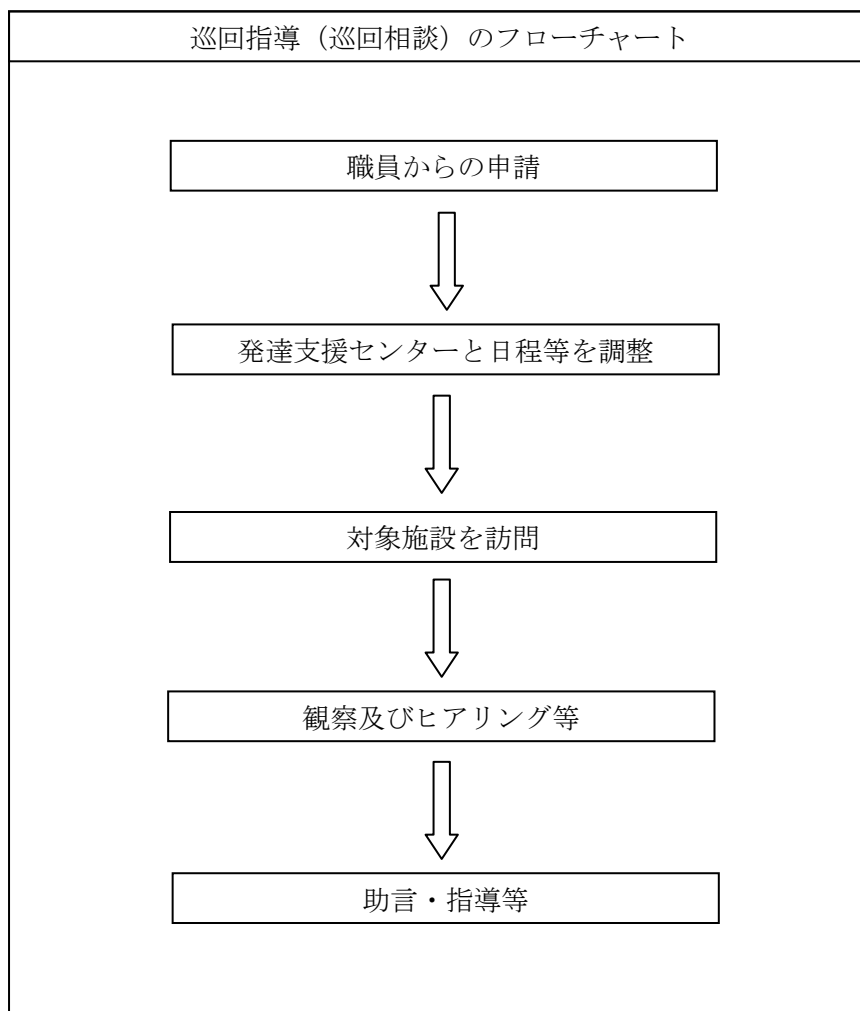 巡回指導（巡回相談）のフローチャート
職員からの申請
発達支援センターと日程等を調整
対象施設を訪問
観察及びヒアリング等
助言・指導等